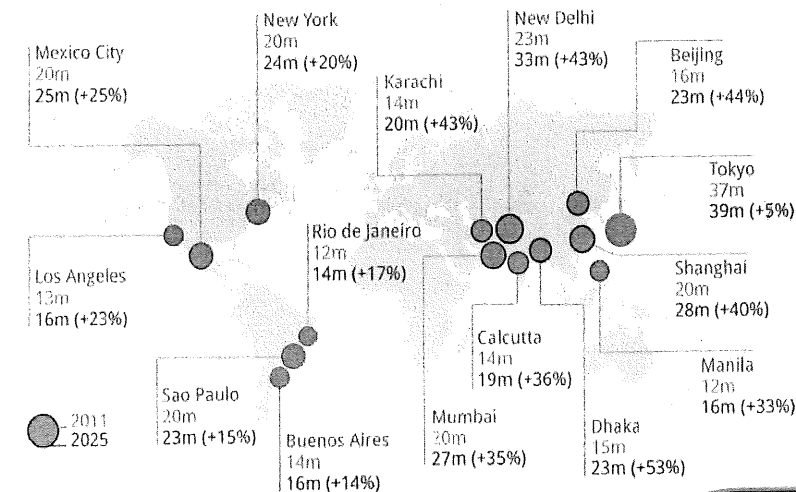 New York
20m
24m (+20%)
New Delhi
23m
33m (+43%)
Mexico City
20m
25m (+25%)
Beijing
16m
23m (+44%)
Karachi
14m
20m (+43%)
Tokyo
37m
39m (+5%)
Rio de Janeiro
12m
14m (+17%)
Los Angeles
13m
16m (+23%)
Shanghai
20m
28m (+40%)
Calcutta
14m
19m (+36%)
Manila
12m
16m (+33%)
Sao Paulo
20m
23m (+15%)
Mumbai
20m
27m (+35%)
Dhaka
15m
23m (+53%)
Buenos Aires
14m
16m (+14%)
2011
2025